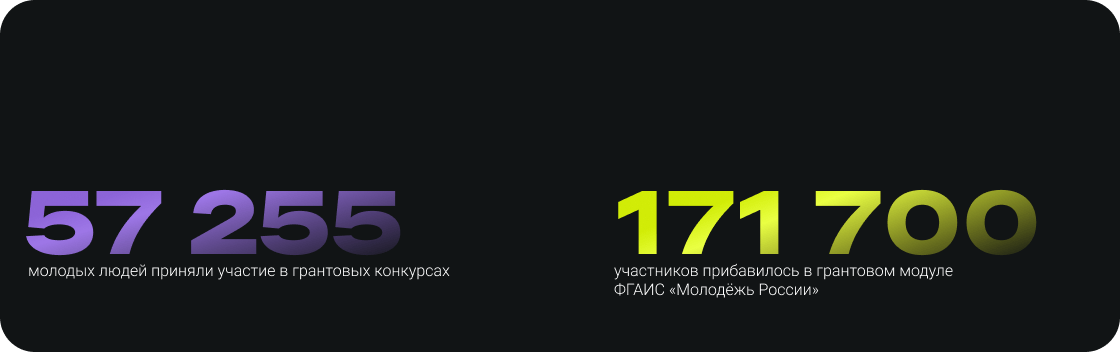 57 255
молодых людей приняли участие в грантовых конкурсах
171 700
участников прибавилось в грантовом модуле
ФГАИС «Молодёжь России»